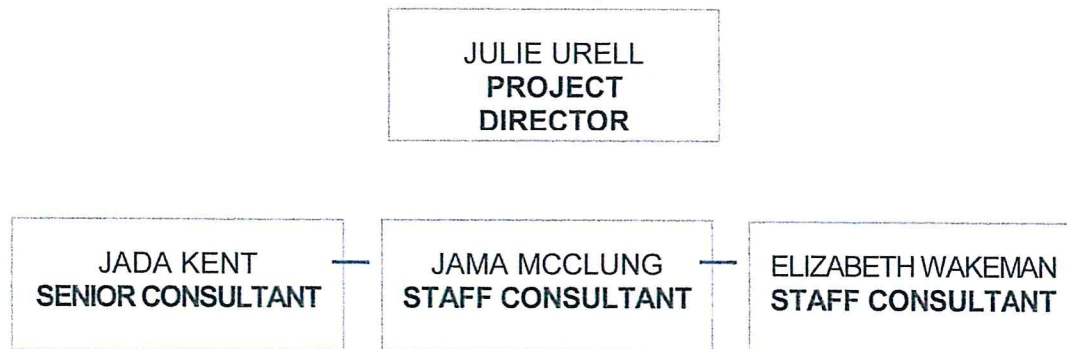 JULIE URELL
PROJECT
DIRECTOR
JADA KENT
SENIOR CONSULTANT
JAMA MCCLUNG
STAFF CONSULTANT
ELIZABETH WAKEMAN
STAFF CONSULTANT